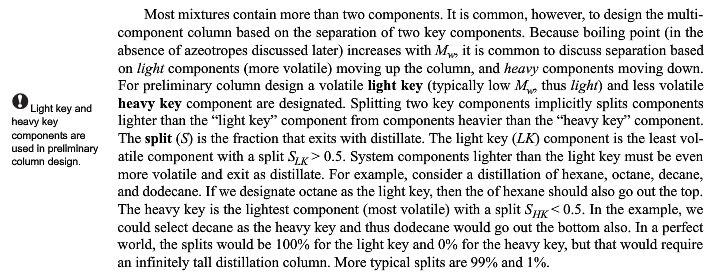 Most mixtures contain more than two components. It is common, however, to design the multi-
component column based on the separation of two key components. Because boiling point (in the
absence of azeotropes discussed later) increases with Mw, it is common to discuss separation based
on light components (more volatile) moving up the column, and heavy components moving down.
For preliminary column design a volatile light key (typically low Mw, thus light) and less volatile
heavy key component are designated. Splitting two key components implicitly splits components
lighter than the “light key” component from components heavier than the “heavy key” component.
The split (S) is the fraction that exits with distillate. The light key (LK) component is the least vol-
atile component with a split SLK > 0.5. System components lighter than the light key must be even
more volatile and exit as distillate. For example, consider a distillation of hexane, octane, decane,
and dodecane. If we designate octane as the light key, then the of hexane should also go out the top.
The heavy key is the lightest component (most volatile) with a split SHK < 0.5. In the example, we
could select decane as the heavy key and thus dodecane would go out the bottom also. In a perfect
world, the splits would be 100% for the light key and 0% for the heavy key, but that would require
an infinitely tall distillation column. More typical splits are 99% and 1%.
! Light key and
heavy key
components are
used in preliminary
column design.